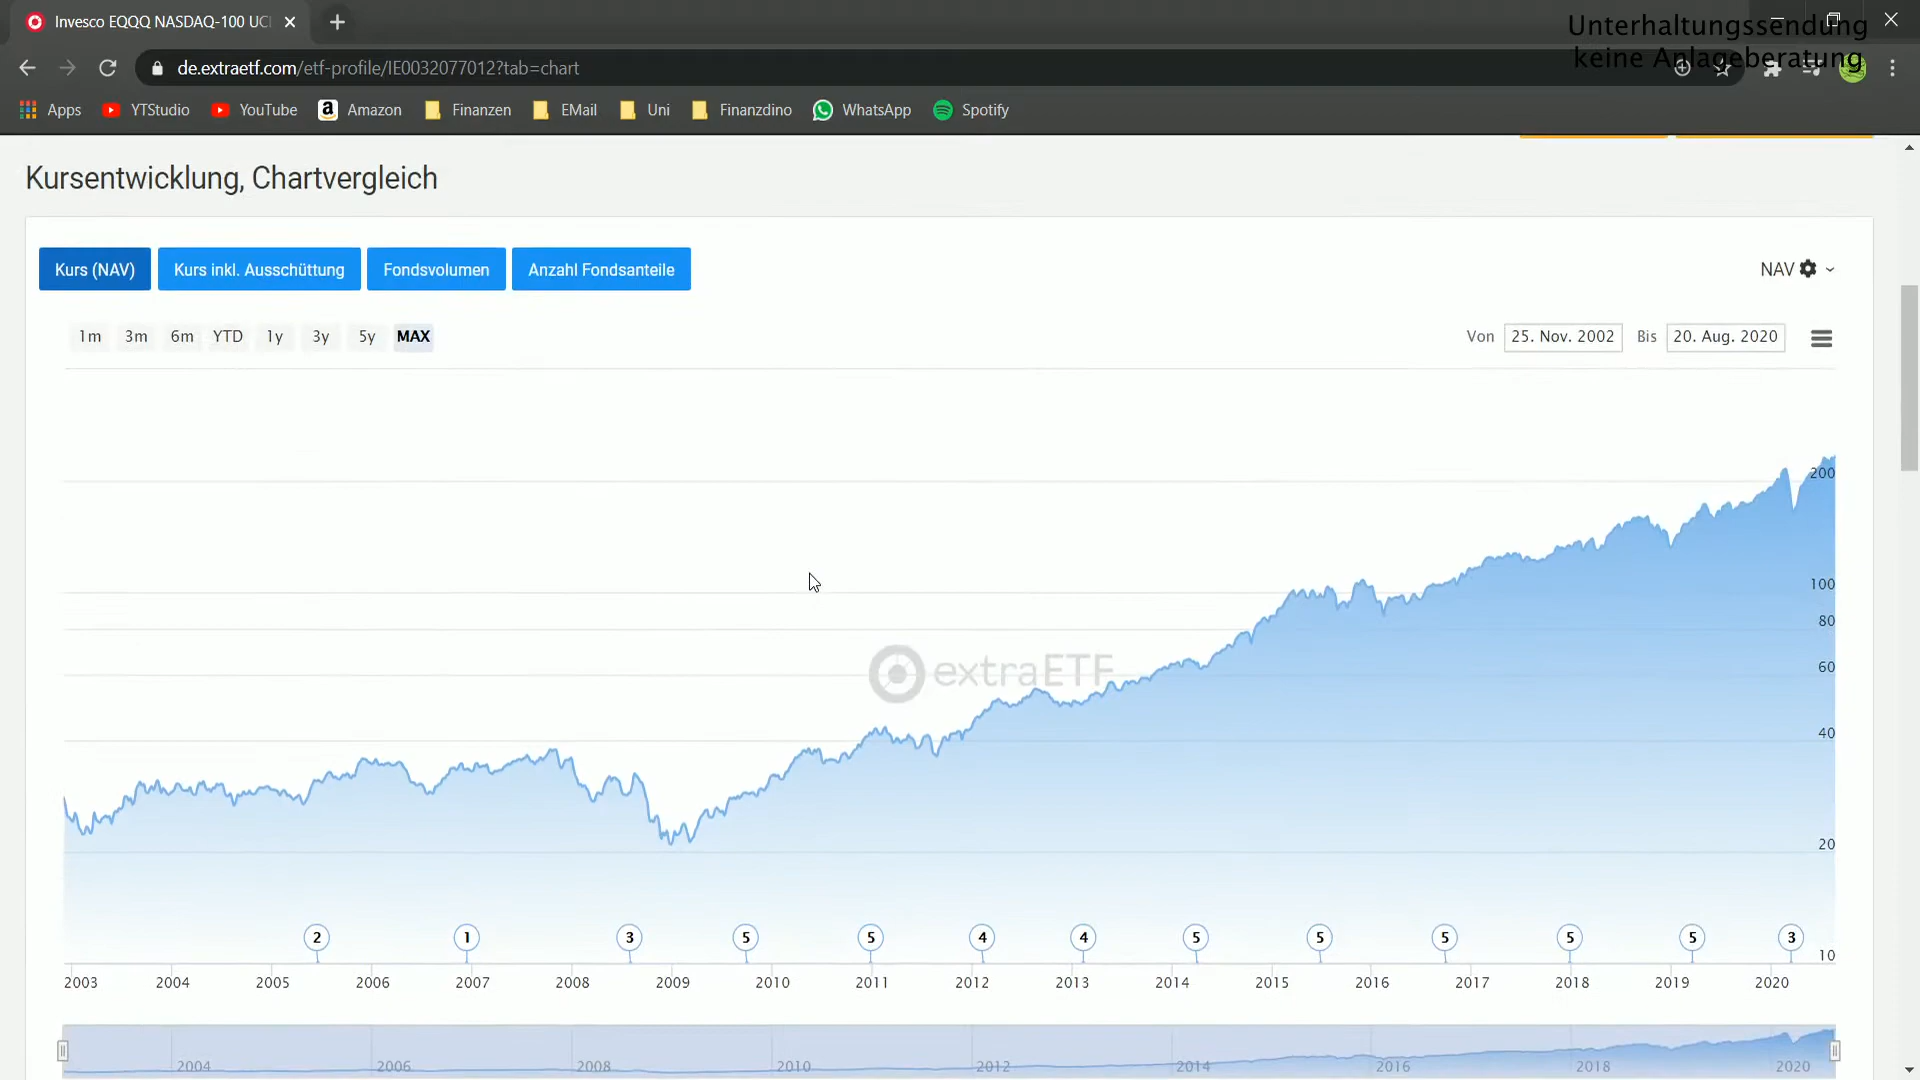 Invesco EQQQ NASDAQ-100 UCI
Unterhaltungssendung
keine Anlageberatung
de.extraetf.com/etf-profile/IE0032077012?tab=chart
Apps YTStudio YouTube Amazon Finanzen EMail Uni Finanzdino WhatsApp Spotify
Kursentwicklung, Chartvergleich
Kurs (NAV) Kurs inkl. Ausschüttung Fondsvolumen Anzahl Fondsanteile NAV
1m 3m 6m YTD 1y 3y 5y MAX Von 25. Nov. 2002 Bis 20. Aug. 2020
200
100
80
60
extraETF
40
20
2 1 3 5 5 4 4 5 5 5 5 5 3
10
2003 2004 2005 2006 2007 2008 2009 2010 2011 2012 2013 2014 2015 2016 2017 2018 2019 2020
2004 2006 2008 2010 2012 2014 2016 2018 2020